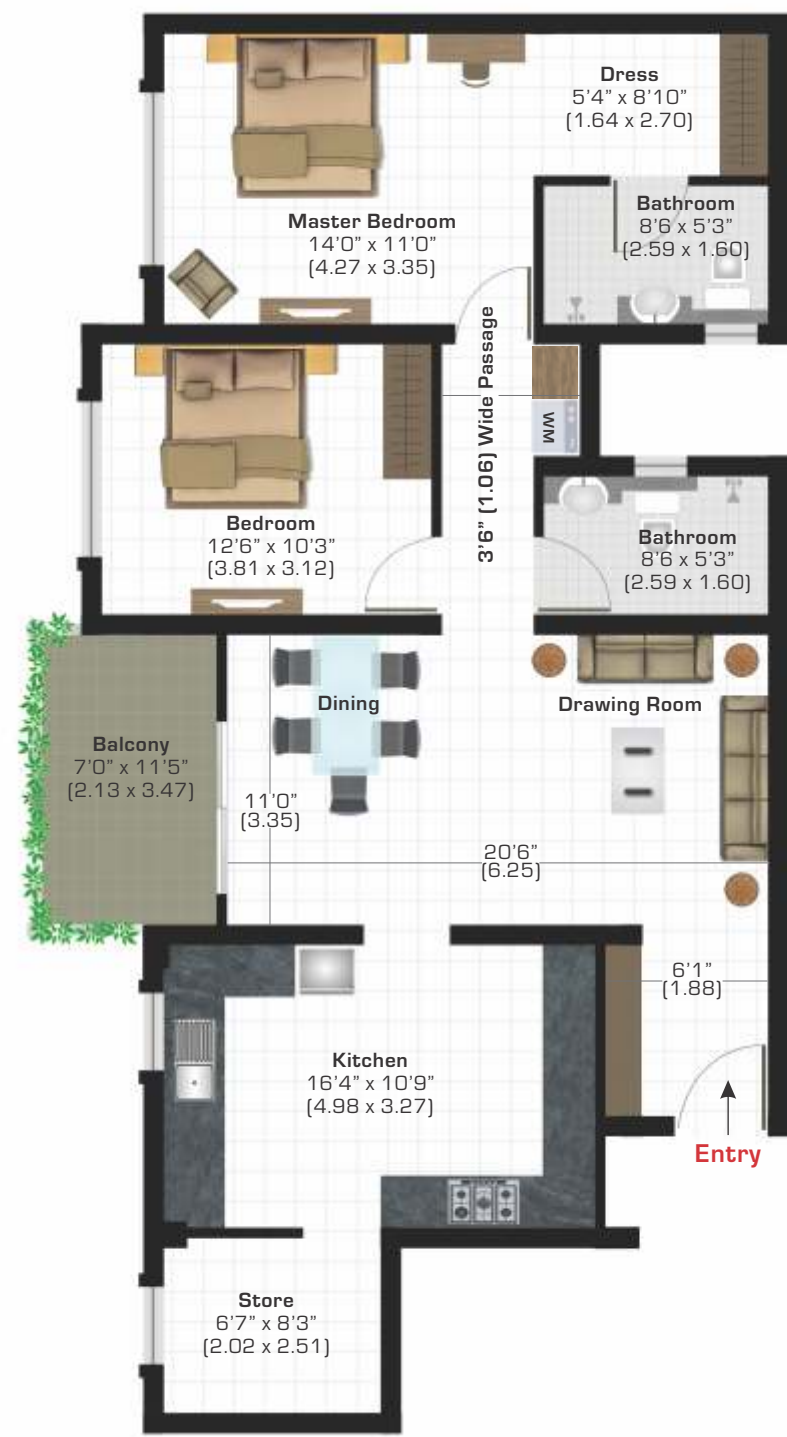 Dress
5’4” x 8’10”
(1.64 x 2.70)
Bathroom
8’6 x 5’3”
(2.59 x 1.60)
Master Bedroom
14’0” x 11’0”
(4.27 x 3.35)
3’6” (1.06) Wide Passage
WM
Bedroom
12’6” x 10’3”
(3.81 x 3.12)
Bathroom
8’6 x 5’3”
(2.59 x 1.60)
Dining
Drawing Room
Balcony
7’0” x 11’5”
(2.13 x 3.47)
11’0”
(3.35)
20’6”
(6.25)
6’1”
(1.88)
Kitchen
16’4” x 10’9”
(4.98 x 3.27)
Entry
Store
6’7” x 8’3”
(2.02 x 2.51)